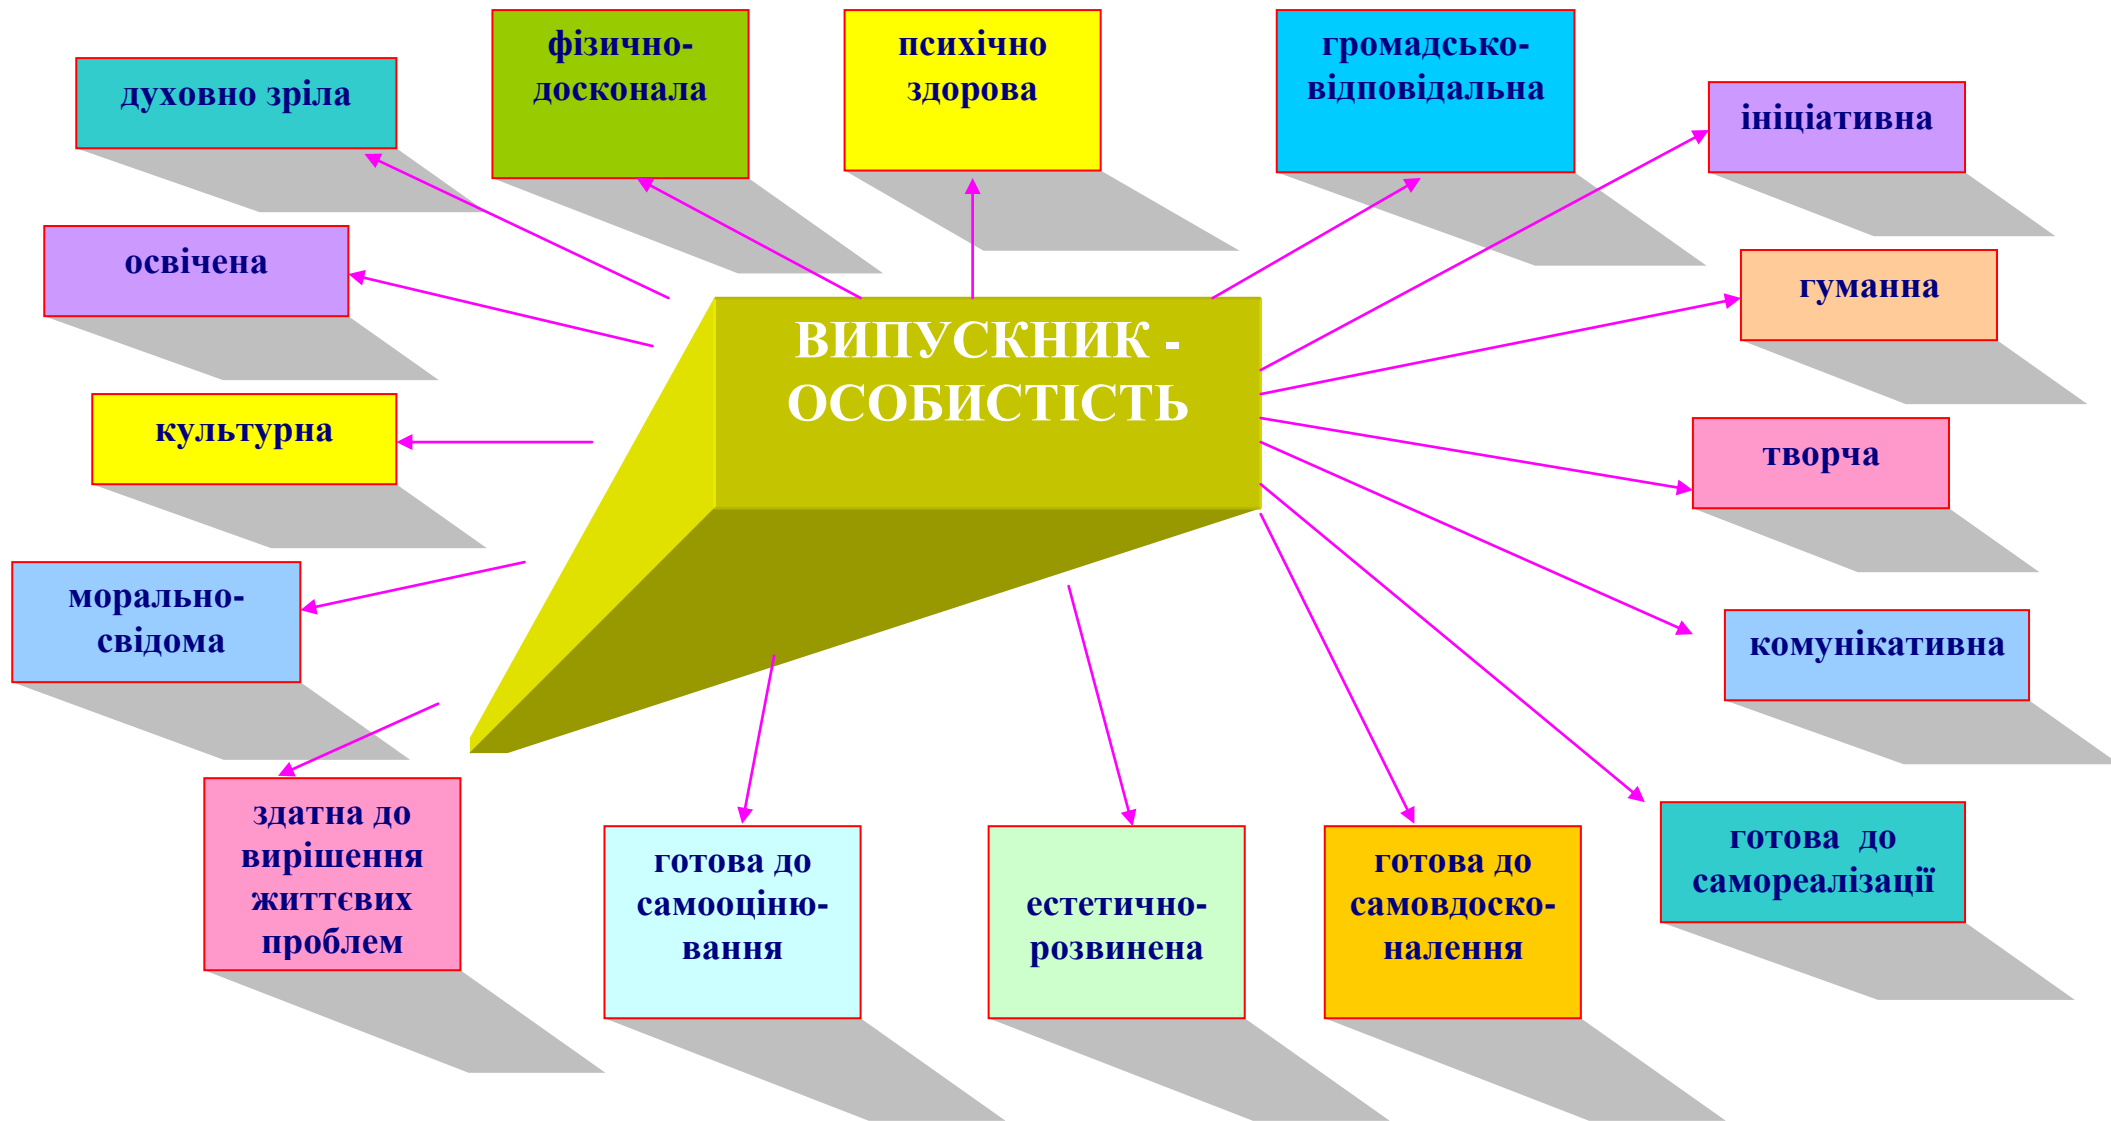 фізично-
досконала
психічно
здорова
громадсько-
відповідальна
духовно зріла
ініціативна
освічена
гуманна
ВИПУСКНИК -
ОСОБИСТІСТЬ
культурна
творча
морально-
свідома
комунікативна
здатна до
вирішення
життєвих
проблем
готова до
самооціню-
вання
естетично-
розвинена
готова до
самовдоско-
налення
готова  до
самореалізації